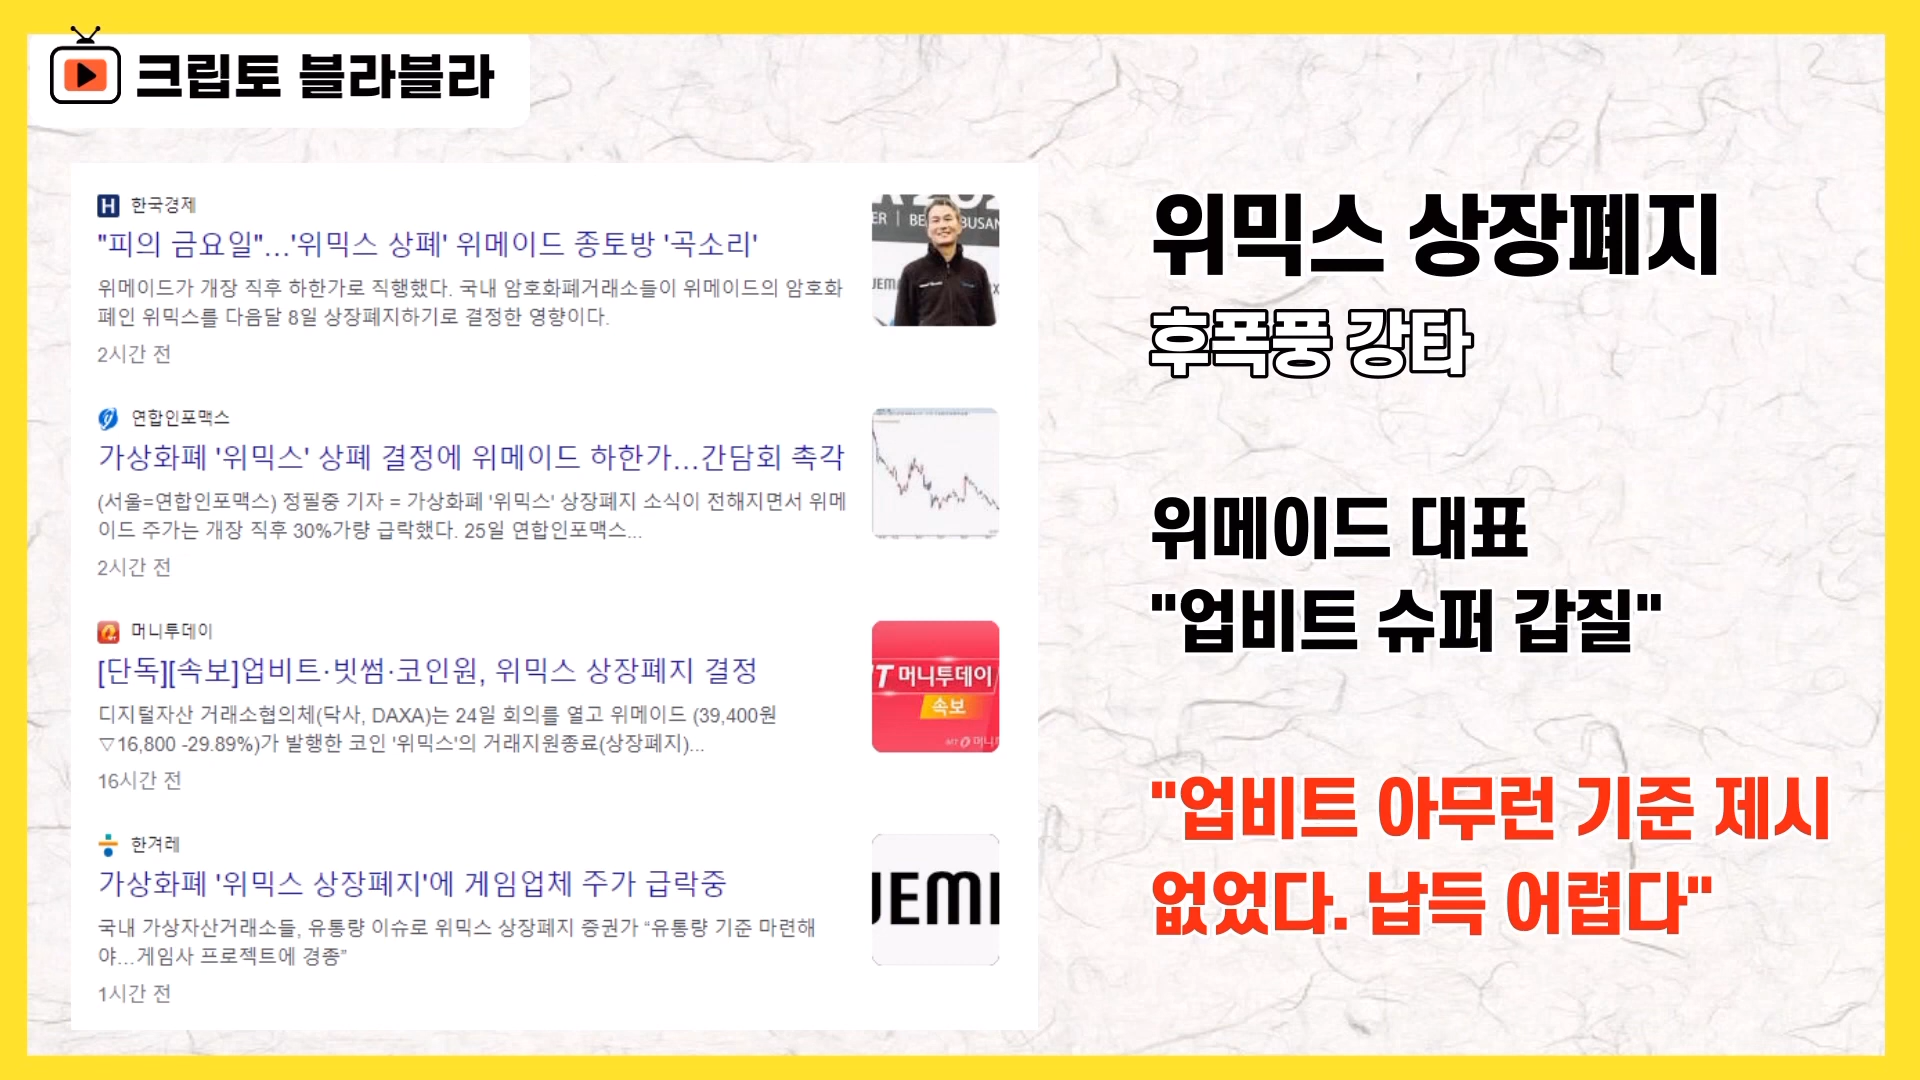 크립토 블라블라
한국경제
"피의 금요일"...'위믹스 상폐' 위메이드 종토방 '곡소리'
위메이드가 개장 직후 하한가로 직행했다. 국내 암호화폐거래소들이 위메이드의 암호화
폐인 위믹스를 다음달 8일 상장폐지하기로 결정한 영향이다.
2시간 전
ER | BE BUSAN
연합인포맥스
가상화폐 '위믹스' 상폐 결정에 위메이드 하한가...간담회 촉각
(서울=연합인포맥스) 정필중 기자 = 가상화폐 '위믹스' 상장폐지 소식이 전해지면서 위메
이드 주가는 개장 직후 30%가량 급락했다. 25일 연합인포맥스...
2시간 전
머니투데이
[단독][속보]업비트·빗썸·코인원, 위믹스 상장폐지 결정
디지털자산 거래소협의체(닥사, DAXA)는 24일 회의를 열고 위메이드 (39,400원
▽16,800 -29.89%)가 발행한 코인 '위믹스'의 거래지원종료(상장폐지)...
16시간 전
T 머니투데이
속보
한겨레
가상화폐 '위믹스 상장폐지'에 게임업체 주가 급락중
국내 가상자산거래소들, 유통량 이슈로 위믹스 상장폐지 증권가 “유통량 기준 마련해
야...게임사 프로젝트에 경종”
1시간 전
UEMI
위믹스 상장폐지
후폭풍 강타
위메이드 대표
"업비트 슈퍼 갑질"
"업비트 아무런 기준 제시
없었다. 납득 어렵다"